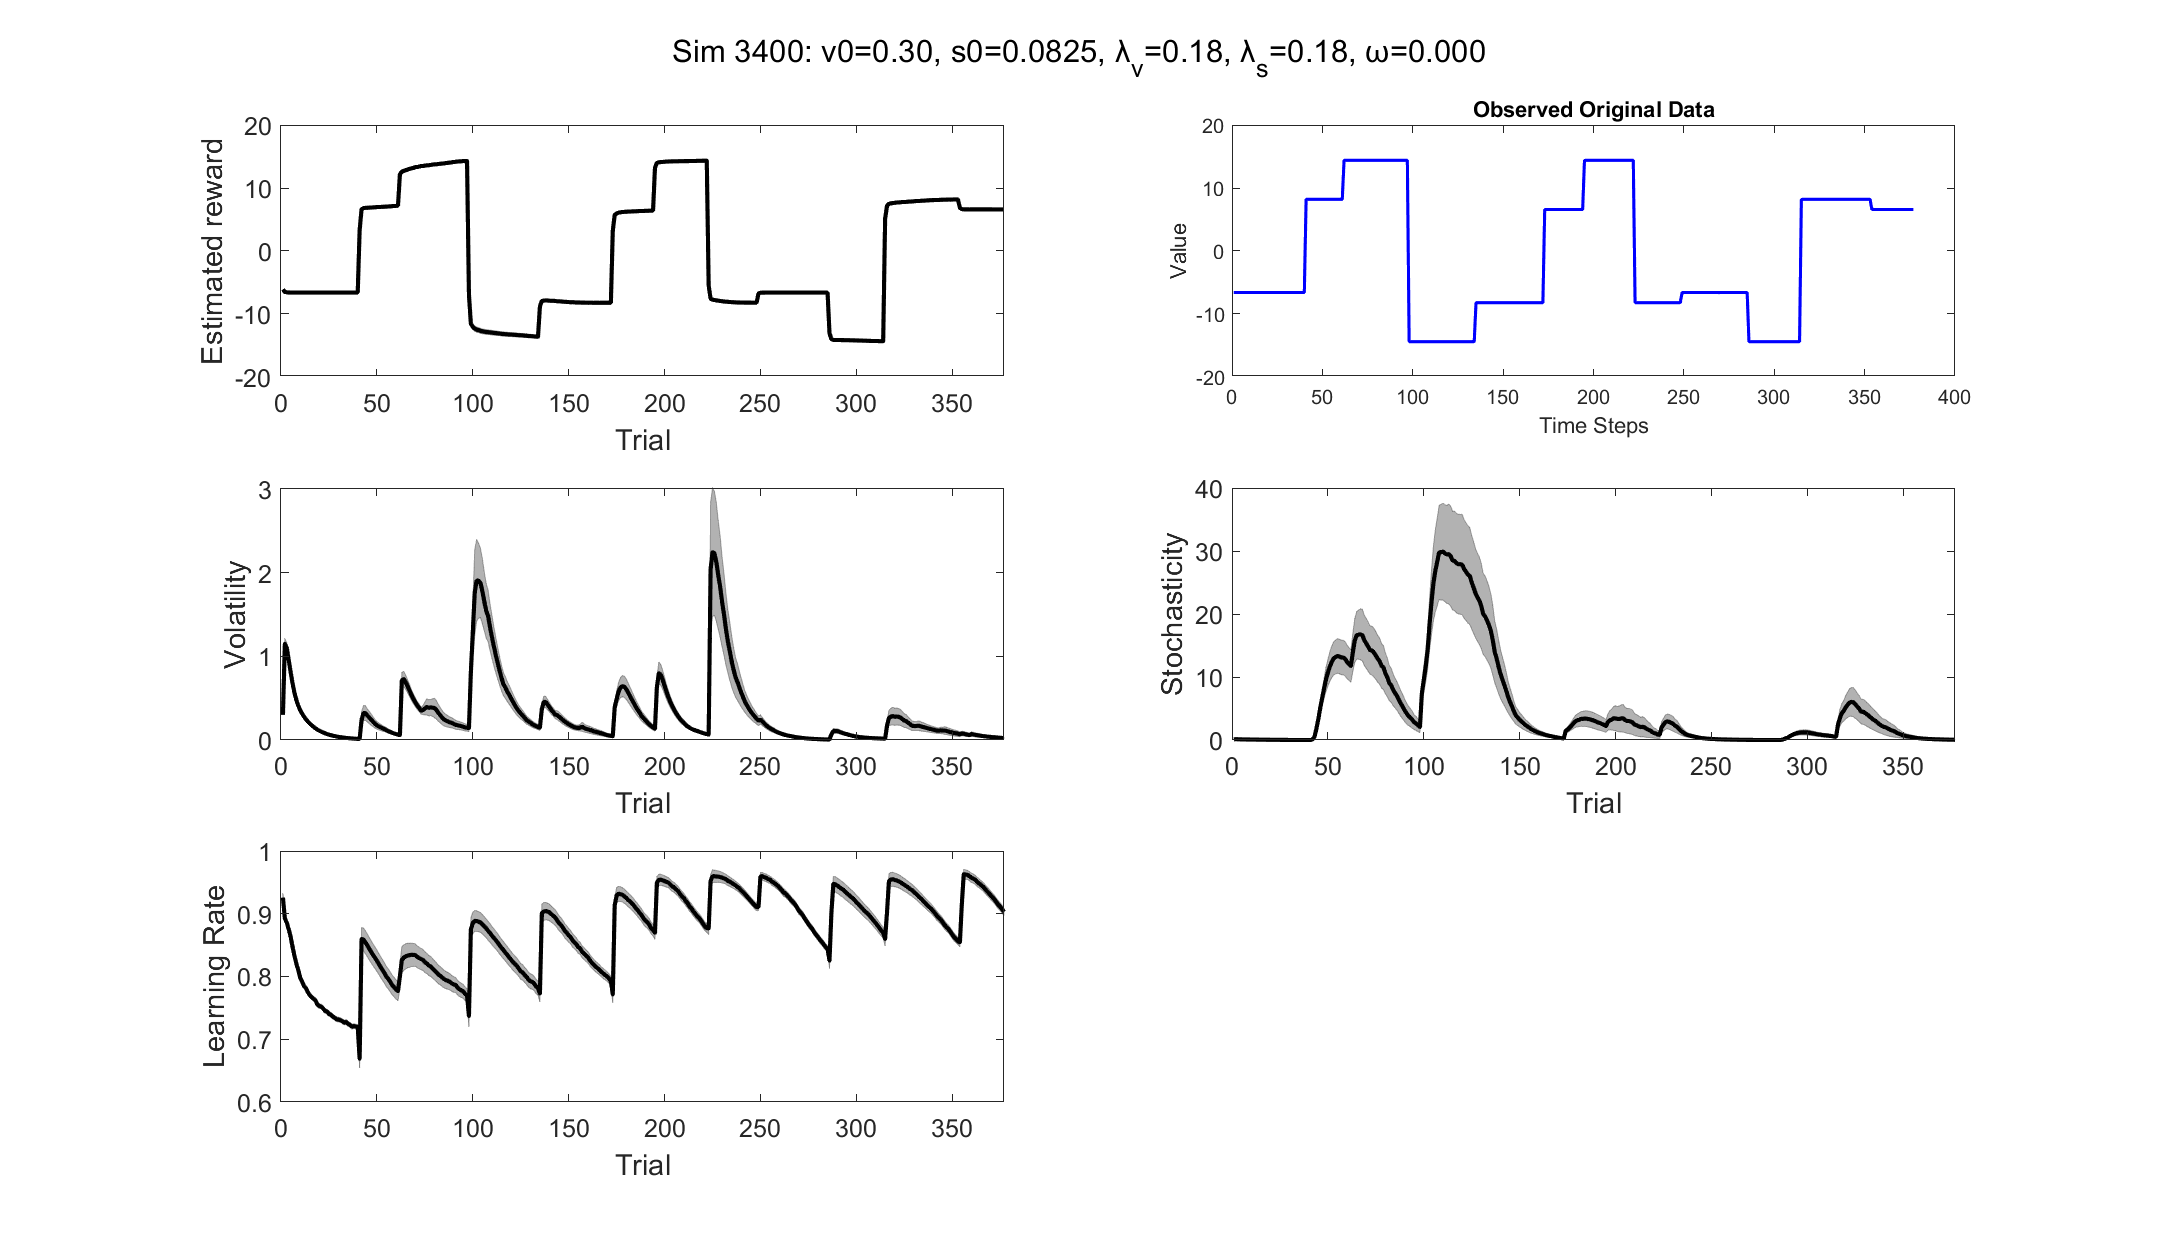 Sim 3400: v0=0.30, s0=0.0825, λv=0.18, λs=0.18, ω=0.000
Estimated reward
20
10
0
-10
-20
0 50 100 150 200 250 300 350
Trial
Observed Original Data
Value
20
10
0
-10
-20
0 50 100 150 200 250 300 350 400
Time Steps
Volatility
3
2
1
0
0 50 100 150 200 250 300 350
Trial
Stochasticity
40
30
20
10
0
0 50 100 150 200 250 300 350
Trial
Learning Rate
1
0.9
0.8
0.7
0.6
0 50 100 150 200 250 300 350
Trial